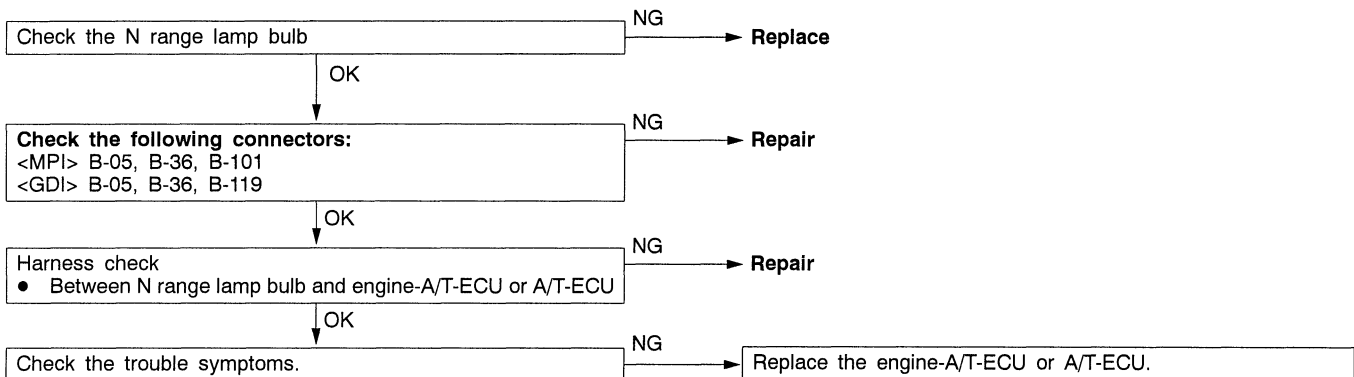 Check the N range lamp bulb
NG
Replace
OK
Check the following connectors:
<MPI> B-05, B-36, B-101
<GDI> B-05, B-36, B-119
NG
Repair
OK
Harness check
● Between N range lamp bulb and engine-A/T-ECU or A/T-ECU
NG
Repair
OK
Check the trouble symptoms.
NG
Replace the engine-A/T-ECU or A/T-ECU.